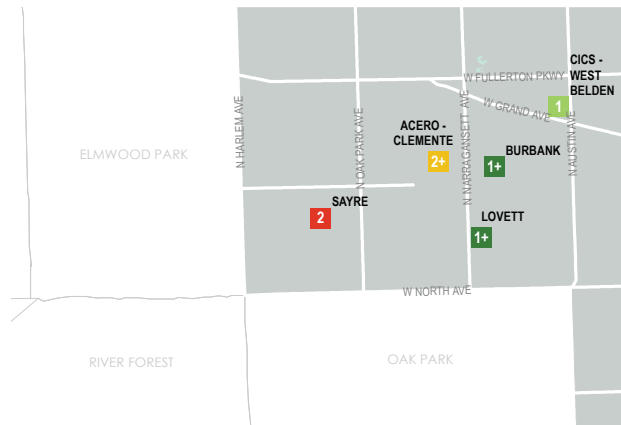 CICS -
WEST
BELDEN
W FULLERTON PKWY
1
W GRAND AVE
N HARLEM AVE
N OAK PARK AVE
N NARRAGANSETT AVE
N AUSTIN AVE
ACERO -
CLEMENTE
2+
BURBANK
1+
ELMWOOD PARK
SAYRE
2
LOVETT
1+
W NORTH AVE
RIVER FOREST
OAK PARK